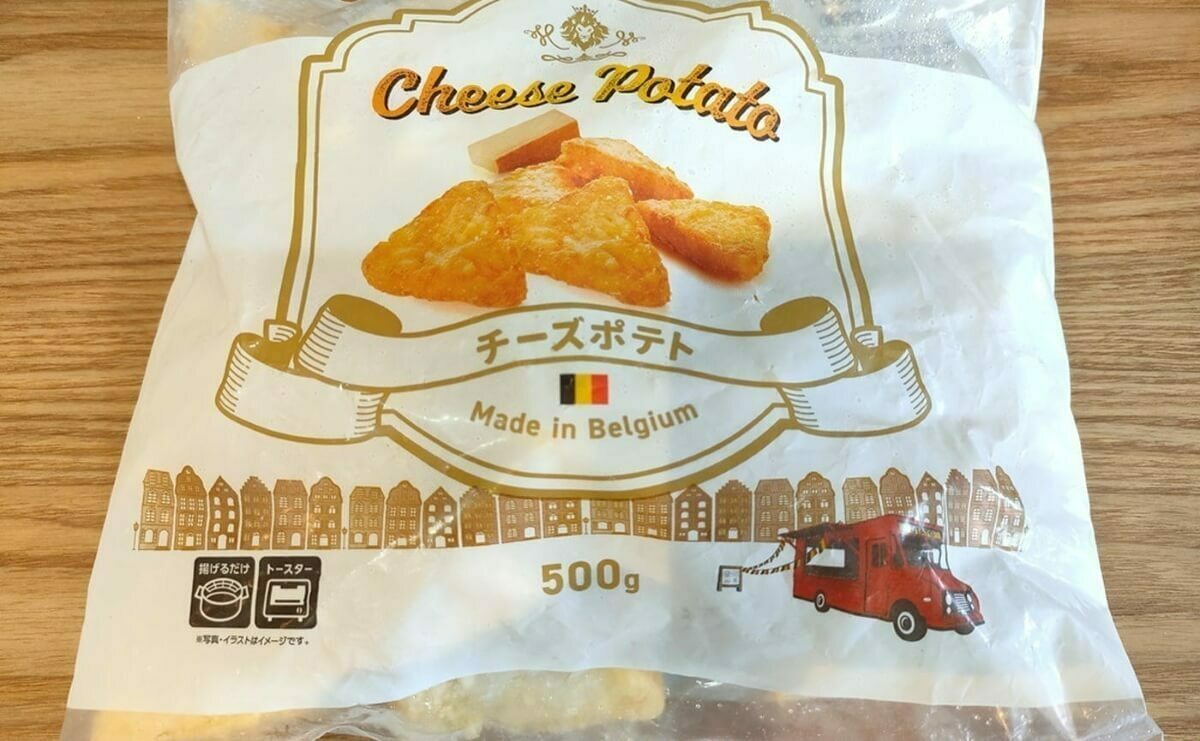 Cheese Potato
チーズポテト
Made in Belgium
500g
揚げるだけ
トースター
※写真・イラストはイメージです。